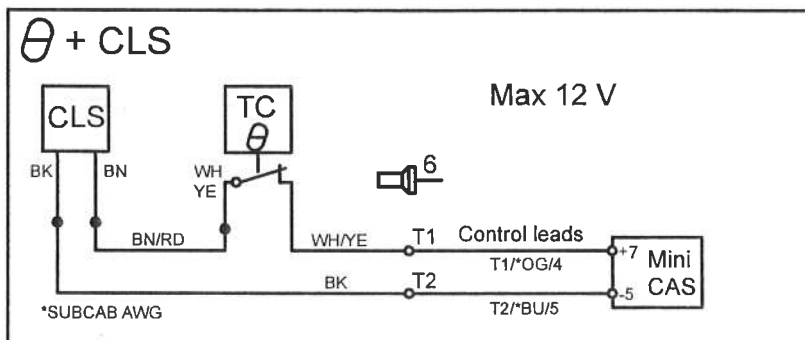 θ + CLS
Max 12 V
CLS
TC
θ
6
BK
BN
WH
YE
BN/RD
WH/YE
T1
Control leads
+7
Mini
CAS
T1/*OG/4
BK
T2
-5
T2/*BU/5
*SUBCAB AWG